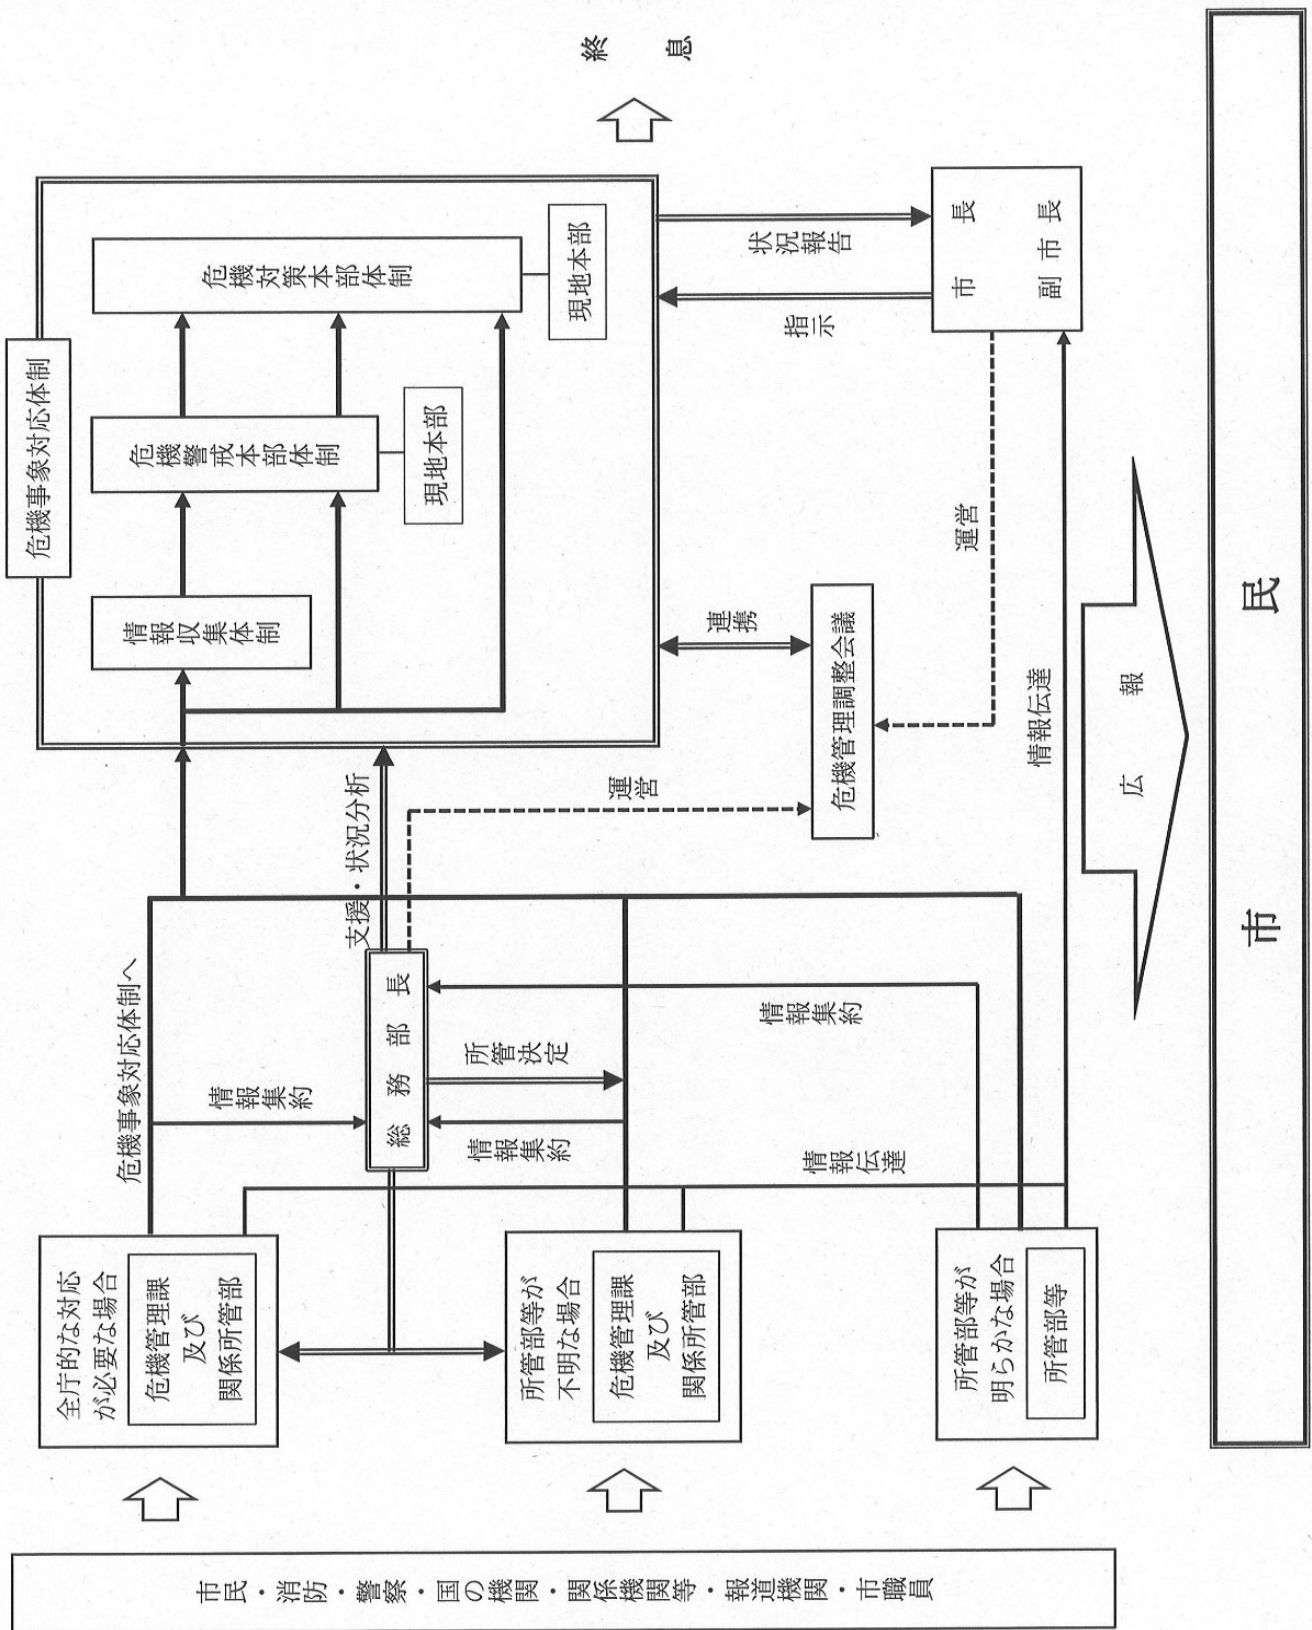 市民・消防・警察・国の機関・関係機関等・報道機関・市職員
全庁的な対応
が必要な場合
危機管理課
及び
関係所管部
所管部等が
不明な場合
危機管理課
及び
関係所管部
所管部等が
明らかな場合
所管部等
危機事象対応体制へ
情報集約
総務部長
所管決定
情報集約
情報集約
情報伝達
支援・状況分析
運営
危機事象対応体制
情報収集体制
危機警戒本部体制
現地本部
危機対策本部体制
現地本部
連携
危機管理調整会議
運営
指示
状況報告
市長
副市長
情報伝達
終息
広報
市民